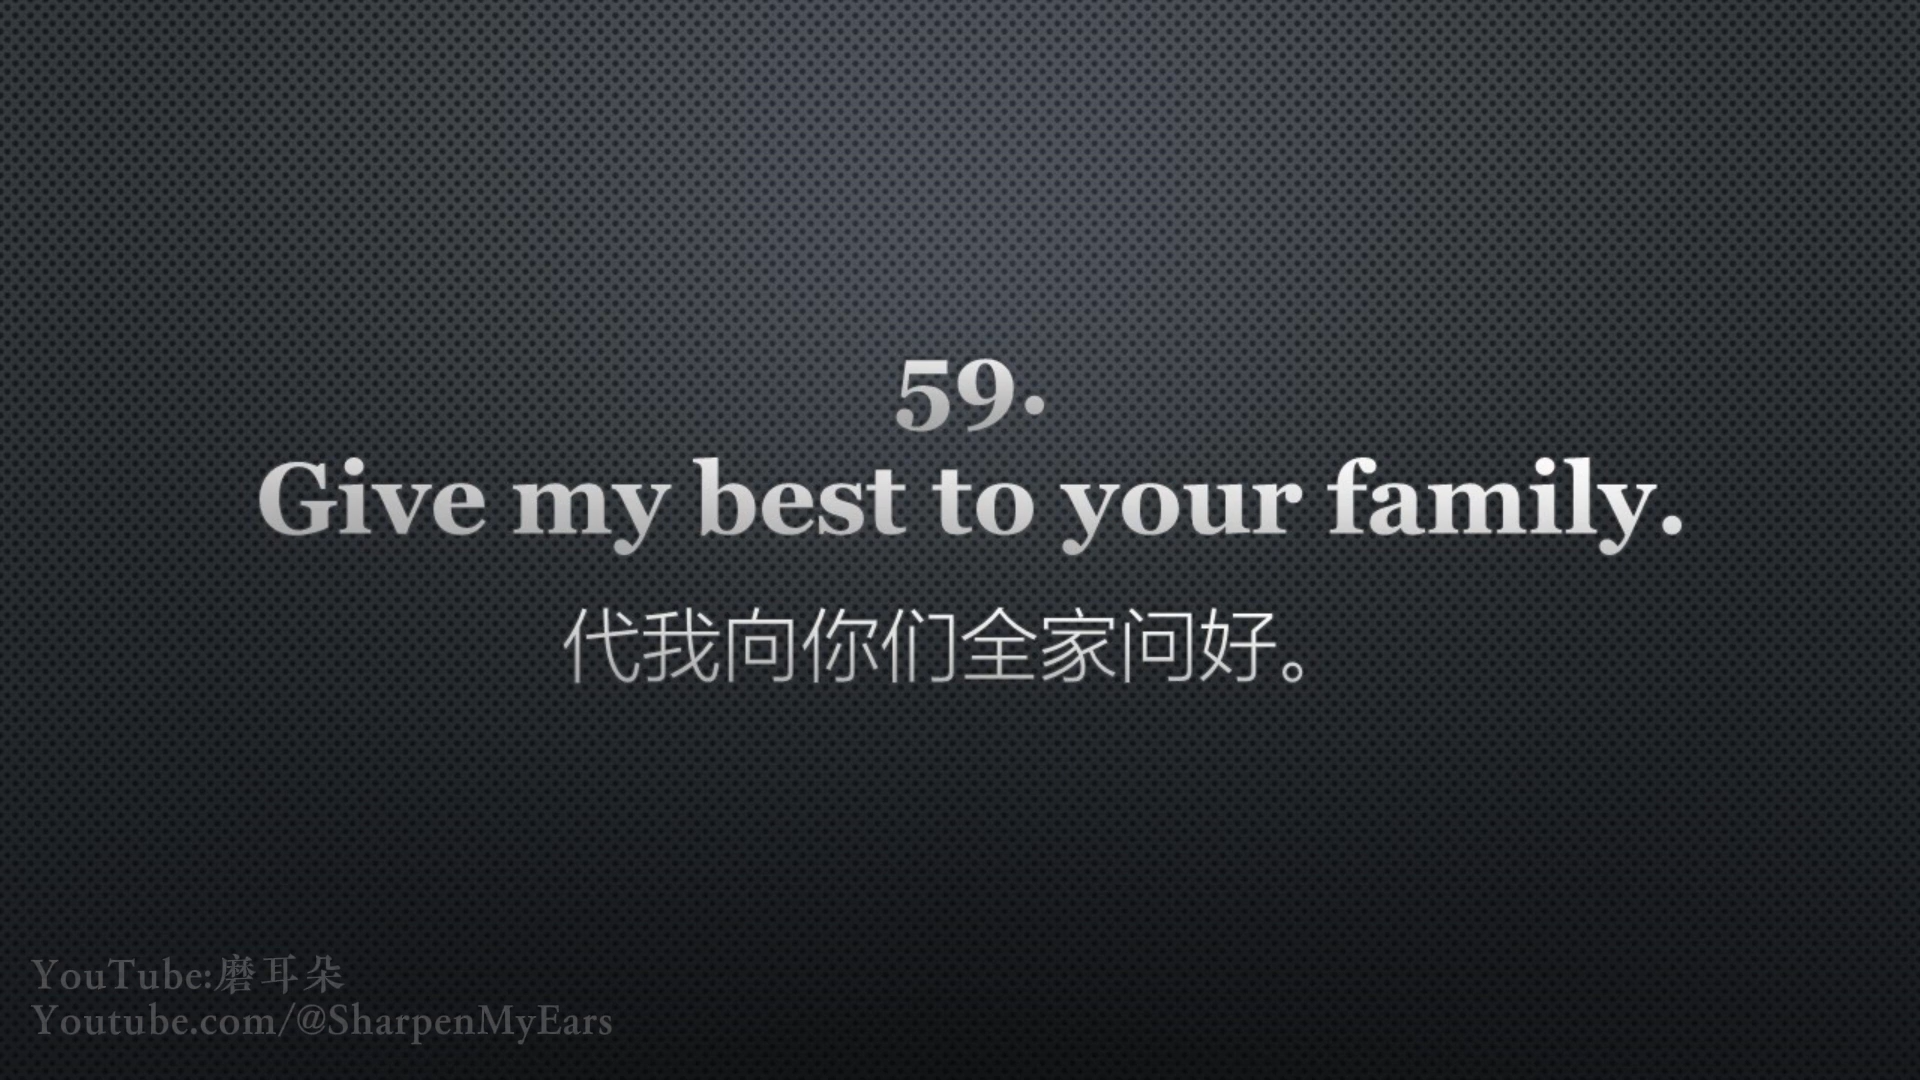 59.
Give my best to your family.
代我向你们全家问好。
YouTube:磨耳朵
Youtube.com/@SharpenMyEars